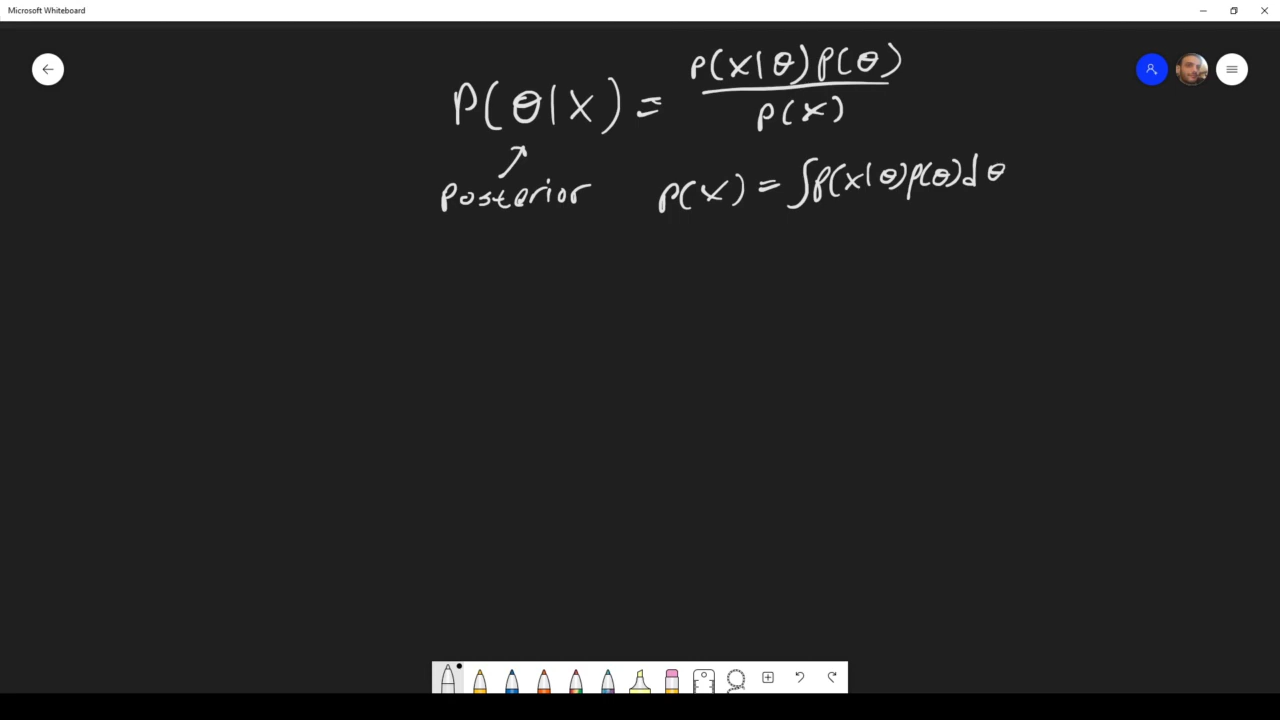 Microsoft Whiteboard
P(θ|X) = p(X|θ)p(θ) / p(X)
posterior
p(X) = ∫p(X|θ)p(θ)dθ